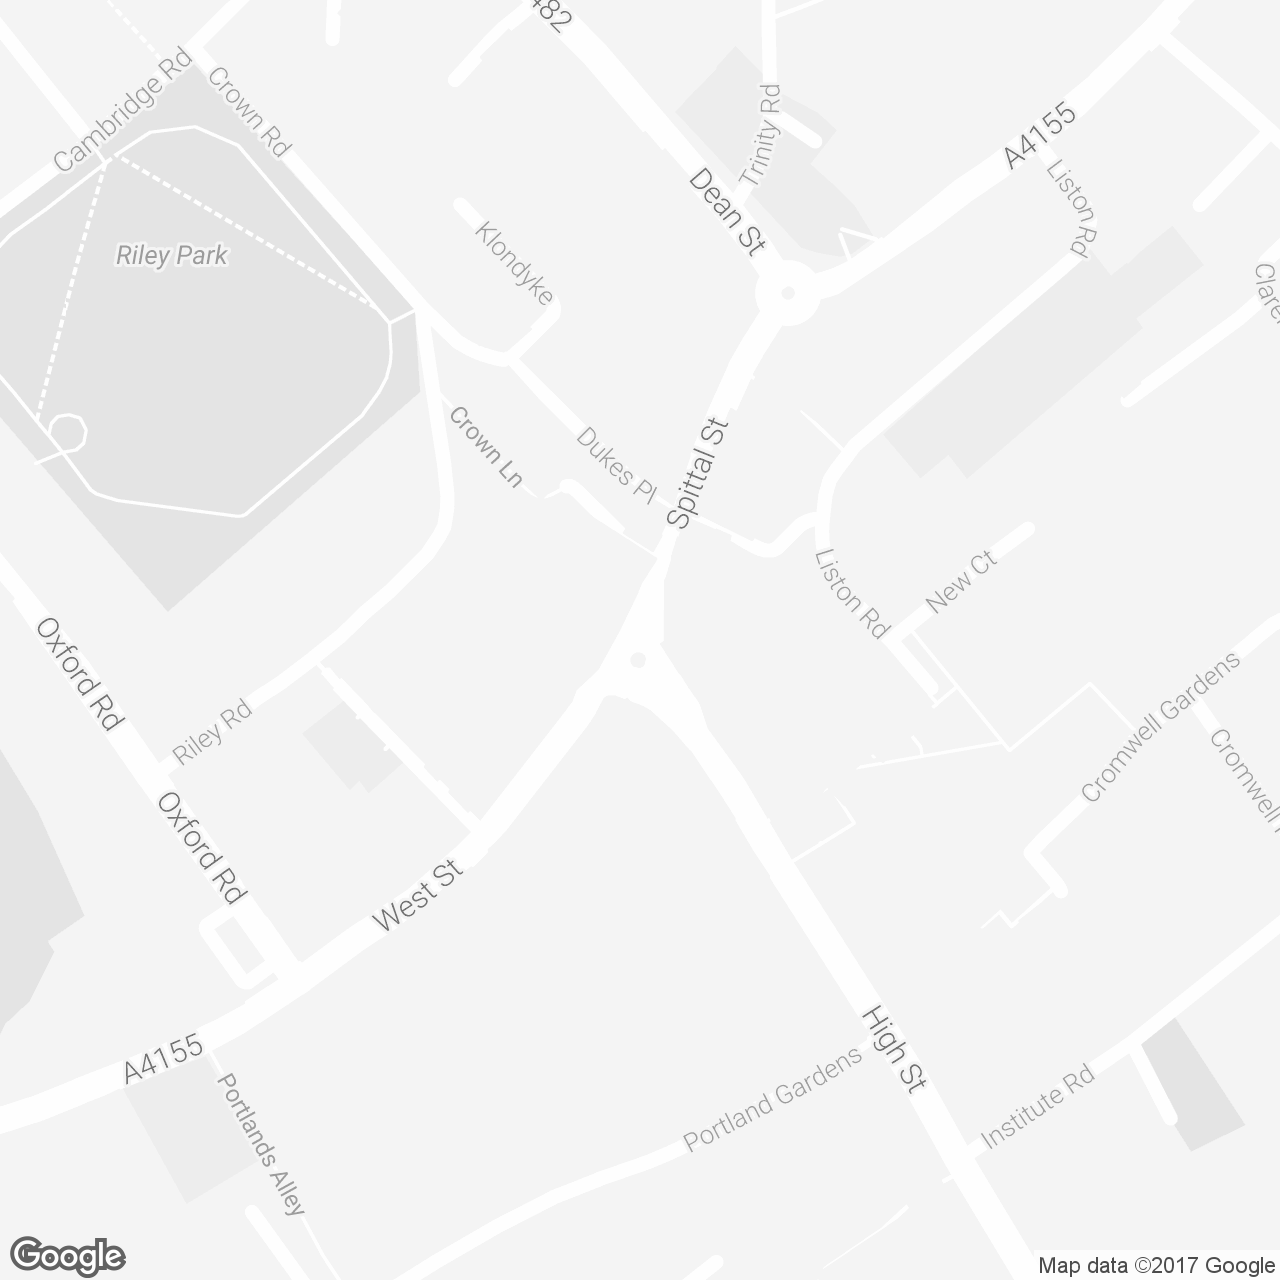 482
Cambridge Rd
Crown Rd
Trinity Rd
A4155
Dean St
Liston Rd
Riley Park
Klondyke
Liston Rd
Crown Ln
Dukes Pl
Spittal St
New Ct
Oxford Rd
Riley Rd
Cromwell Gardens
Cromwell
Oxford Rd
West St
High St
A4155
Portland Gardens
Institute Rd
Portlands Alley
Google
Map data ©2017 Google